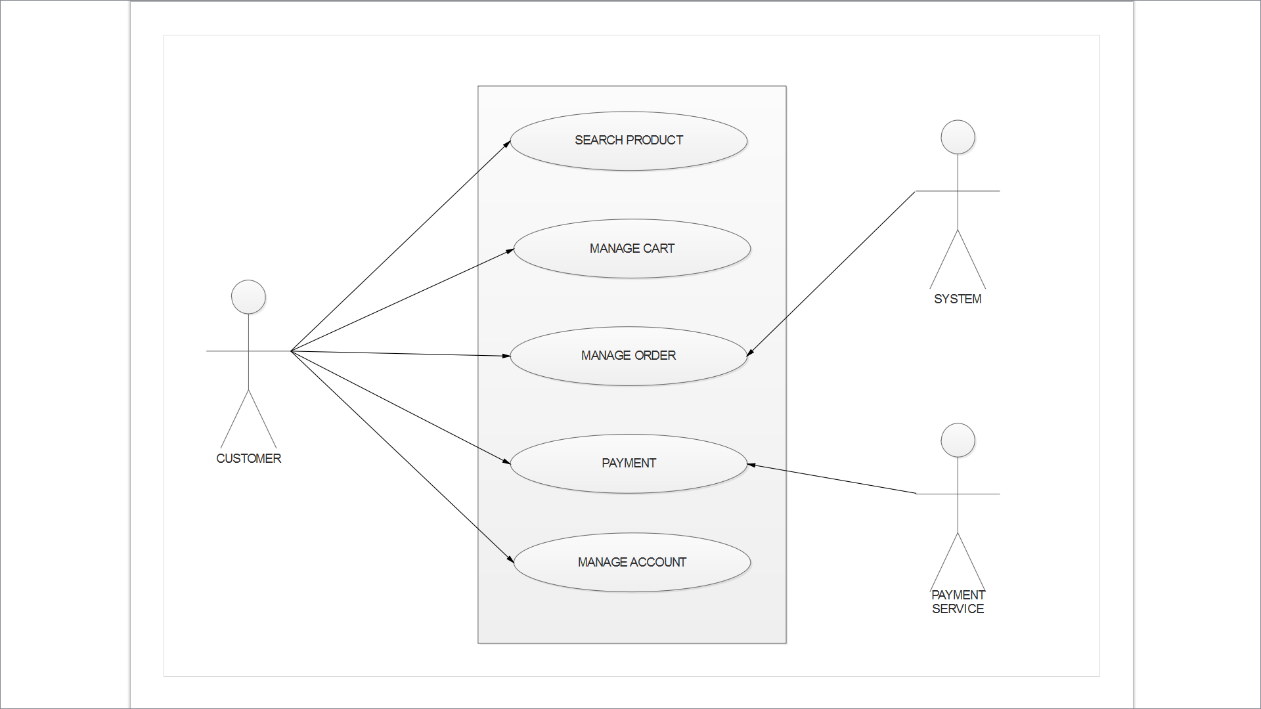 SEARCH PRODUCT
MANAGE CART
SYSTEM
MANAGE ORDER
CUSTOMER
PAYMENT
MANAGE ACCOUNT
PAYMENT
SERVICE